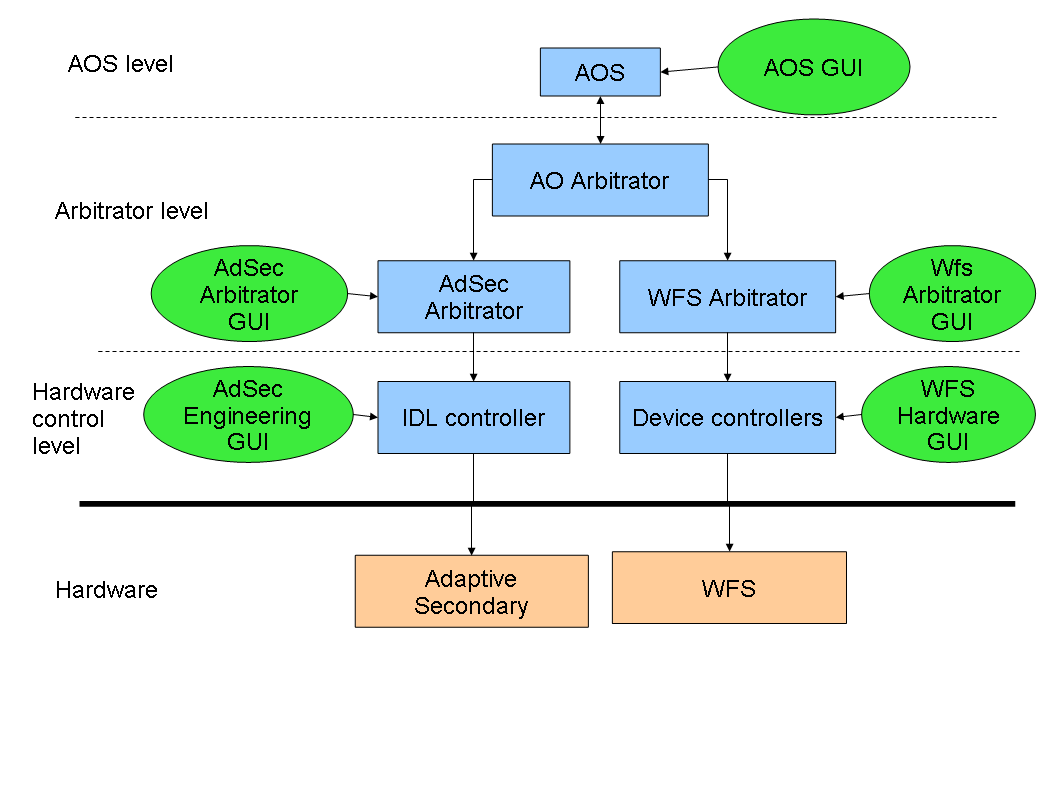 AOS level
AOS
AOS GUI
AO Arbitrator
Arbitrator level
AdSec
Arbitrator
GUI
AdSec
Arbitrator
WFS Arbitrator
Wfs
Arbitrator
GUI
Hardware
control
level
AdSec
Engineering
GUI
IDL controller
Device controllers
WFS
Hardware
GUI
Hardware
Adaptive
Secondary
WFS